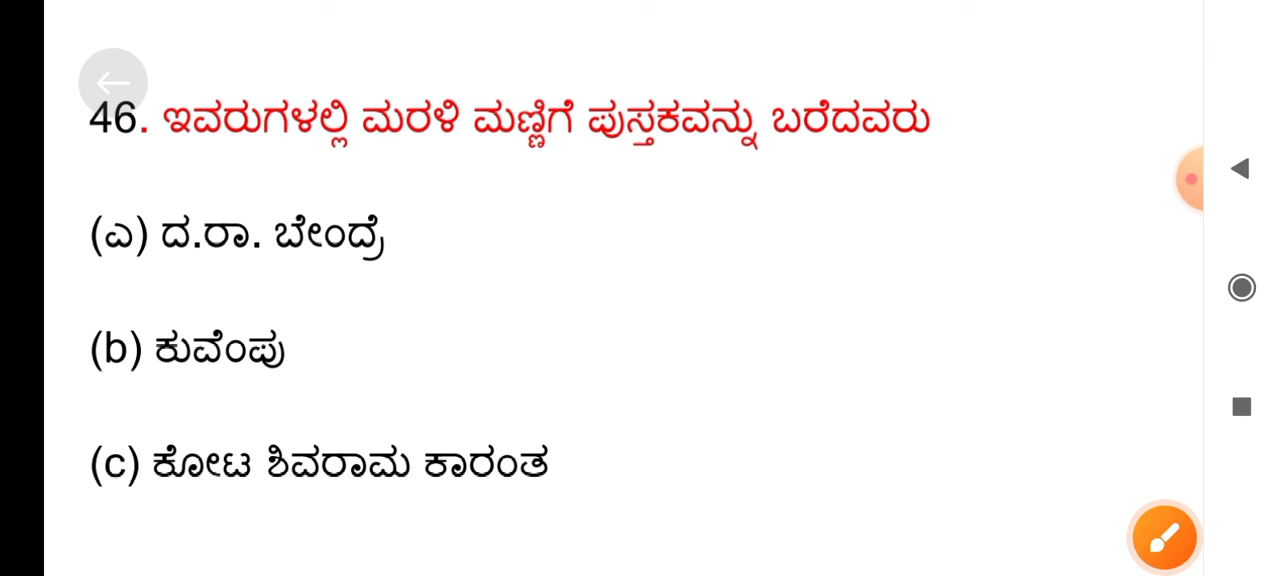 46. ಇವರುಗಳಲ್ಲಿ ಮರಳಿ ಮಣ್ಣಿಗೆ ಪುಸ್ತಕವನ್ನು ಬರೆದವರು
(ಎ) ದ.ರಾ. ಬೇಂದ್ರೆ
(b) ಕುವೆಂಪು
(c) ಕೋಟ ಶಿವರಾಮ ಕಾರಂತ